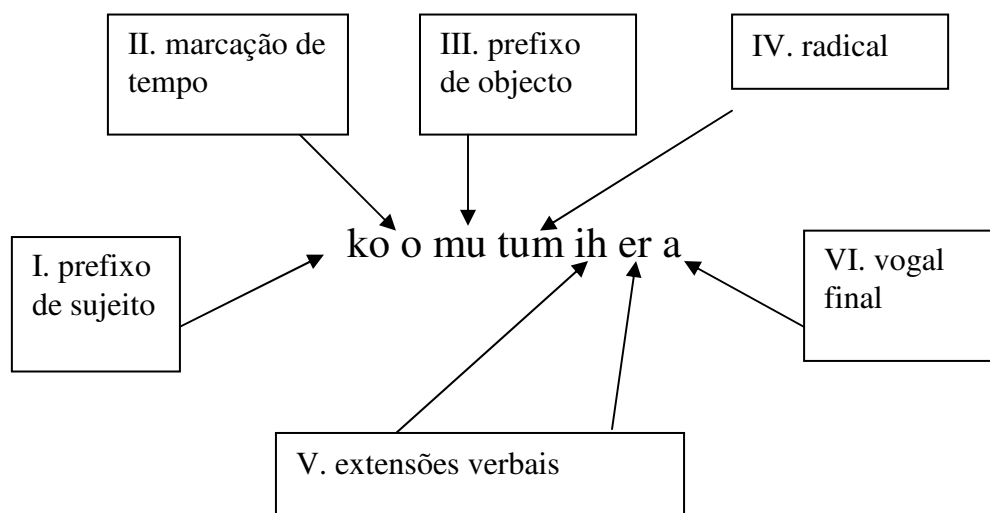 II. marcação de
tempo
III. prefixo
de objecto
IV. radical
ko o mu tum ih er a
I. prefixo
de sujeito
VI. vogal
final
V. extensões verbais